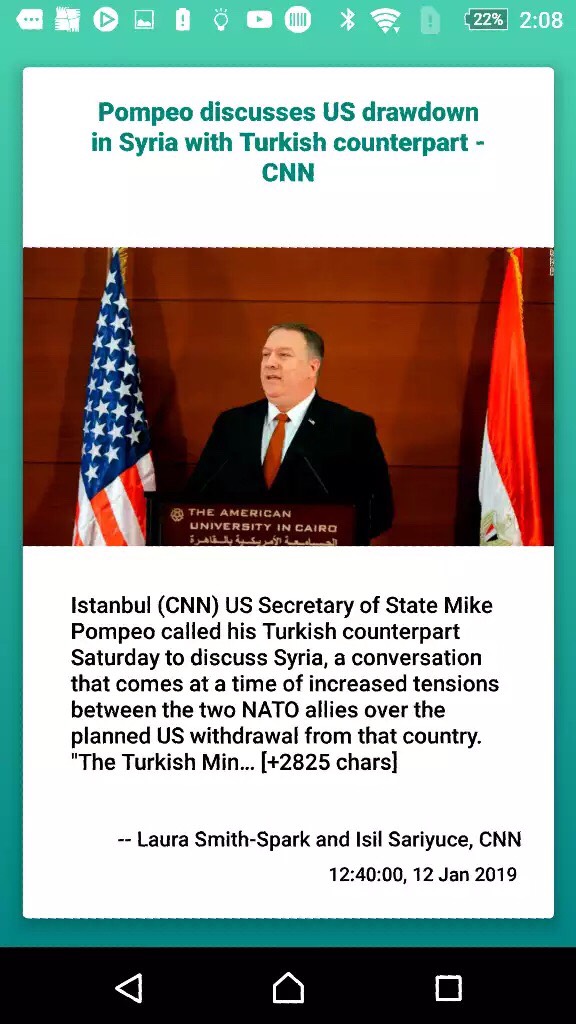 22% 2:08
Pompeo discusses US drawdown
in Syria with Turkish counterpart -
CNN
THE AMERICAN
UNIVERSITY IN CAIRO
الجامعة الأمريكية بالقاهرة
Istanbul (CNN) US Secretary of State Mike
Pompeo called his Turkish counterpart
Saturday to discuss Syria, a conversation
that comes at a time of increased tensions
between the two NATO allies over the
planned US withdrawal from that country.
"The Turkish Min… [+2825 chars]
-- Laura Smith-Spark and Isil Sariyuce, CNN
12:40:00, 12 Jan 2019